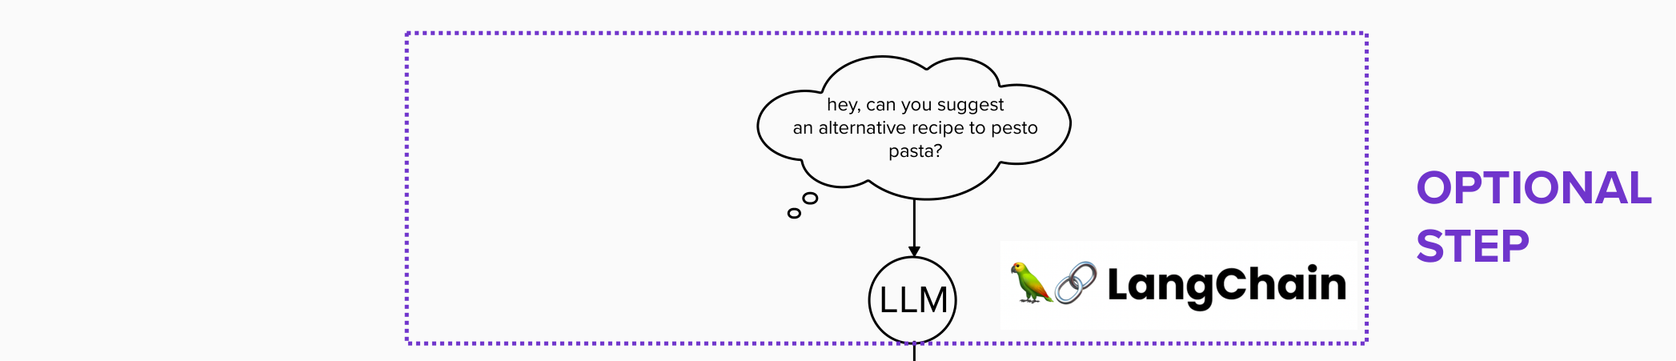 hey, can you suggest
an alternative recipe to pesto
pasta?
OPTIONAL
STEP
LLM
LangChain